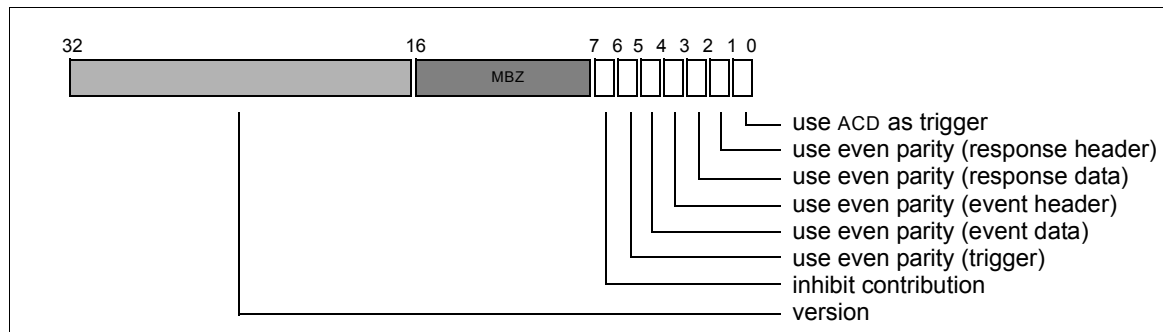 32 16 7 6 5 4 3 2 1 0
MBZ
use ACD as trigger
use even parity (response header)
use even parity (response data)
use even parity (event header)
use even parity (event data)
use even parity (trigger)
inhibit contribution
version